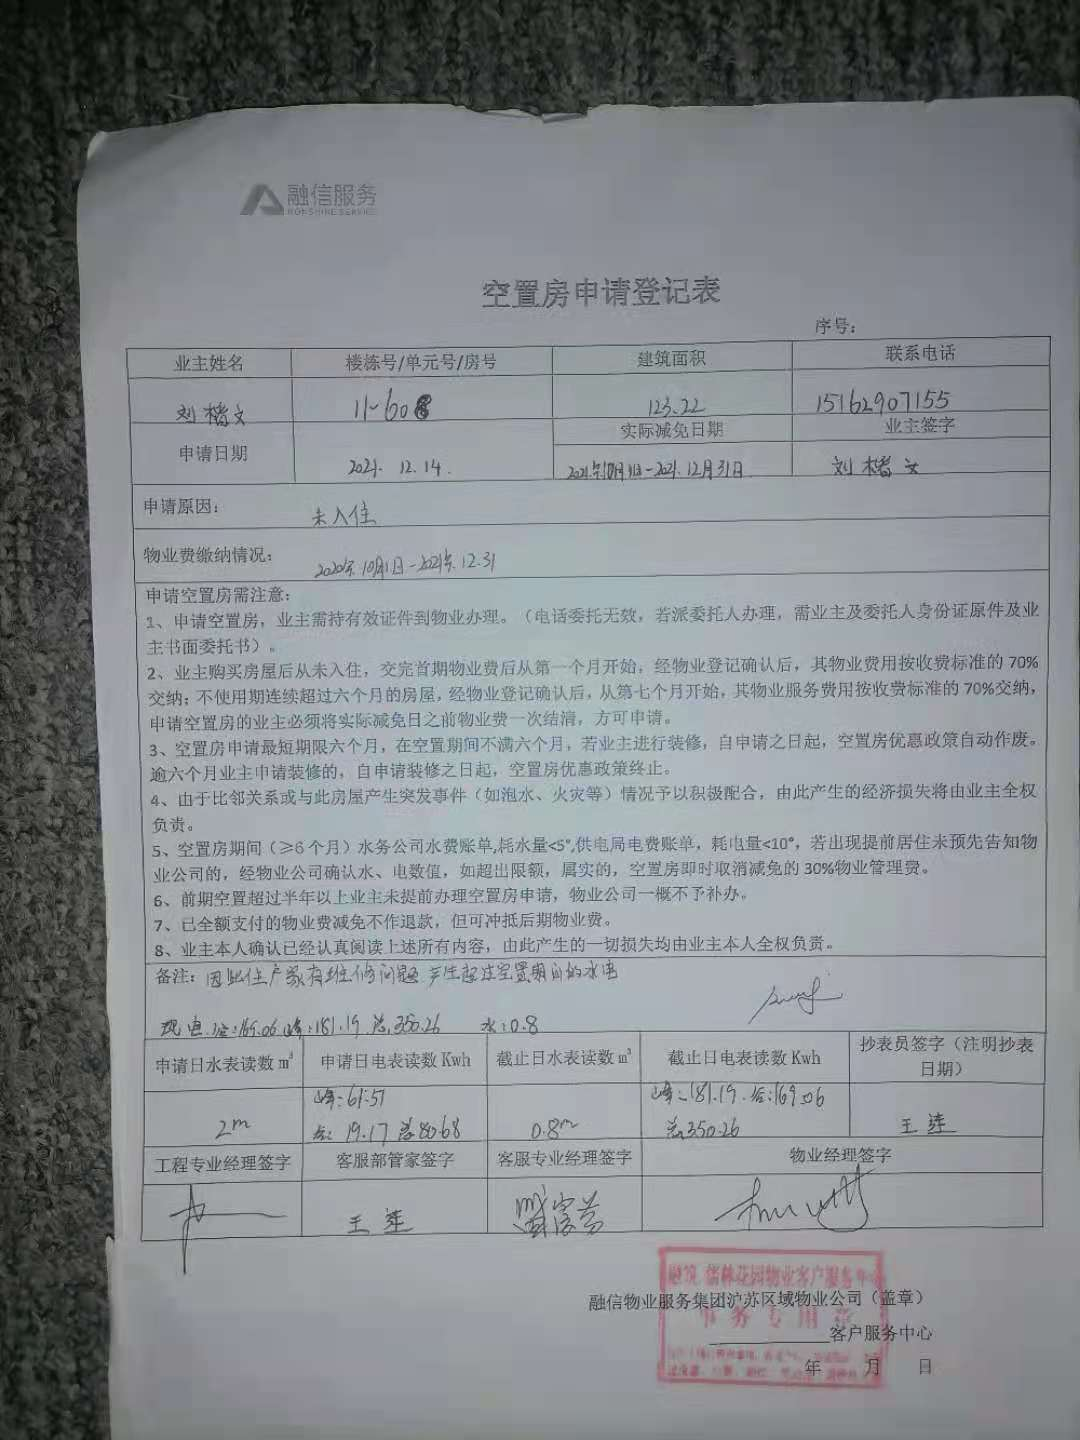 融信服务
RONSHINE SERVICE
空置房申请登记表
序号：
业主姓名 楼栋号/单元号/房号 建筑面积 联系电话
刘 文 11-608 123.22 15162907155
申请日期 2021. 12. 14. 实际减免日期 业主签字
2021年10月1日-2021.12月31日. 刘 文
申请原因： 未入住
物业费缴纳情况： 2020年10月1日-2021年.12.31
申请空置房需注意：
1、申请空置房，业主需持有效证件到物业办理。（电话委托无效，若派委托人办理，需业主及委托人身份证原件及业
主书面委托书）。
2、业主购买房屋后从未入住，交完首期物业费后从第一个月开始，经物业登记确认后，其物业费用按收费标准的 70%
交纳；不使用期连续超过六个月的房屋，经物业登记确认后，从第七个月开始，其物业服务费用按收费标准的 70%交纳，
申请空置房的业主必须将实际减免日之前物业费一次结清，方可申请。
3、空置房申请最短期限六个月，在空置期间不满六个月，若业主进行装修，自申请之日起，空置房优惠政策自动作废。
逾六个月业主申请装修的，自申请装修之日起，空置房优惠政策终止。
4、由于比邻关系或与此房屋产生突发事件（如泡水、火灾等）情况予以积极配合，由此产生的经济损失将由业主全权
负责。
5、空置房期间（≥6 个月）水务公司水费账单,耗水量<5°,供电局电费账单，耗电量<10°，若出现提前居住未预先告知物
业公司的，经物业公司确认水、电数值，如超出限额，属实的，空置房即时取消减免的 30%物业管理费。
6、前期空置超过半年以上业主未提前办理空置房申请，物业公司一概不予补办。
7、已全额支付的物业费减免不作退款，但可冲抵后期物业费。
8、业主本人确认已经认真阅读上述所有内容，由此产生的一切损失均由业主本人全权负责。
备注：因此住户家有维修问题 产生超过空置期间的水电
现电.谷:169.06 峰:181.19 总.350.26 水:0.8
申请日水表读数 m³ 申请日电表读数 Kwh 截止日水表读数 m³ 截止日电表读数 Kwh 抄表员签字（注明抄表
日期）
峰:61.51 峰:181.19.谷:169.06
2m 谷: 19.17 总80.68 0.8m 总350.26 王莲
工程专业经理签字 客服部管家签字 客服专业经理签字 物业经理签字
王莲
融信物业服务集团沪苏区域物业公司（盖章）
事务专用章
客户服务中心
年 月 日